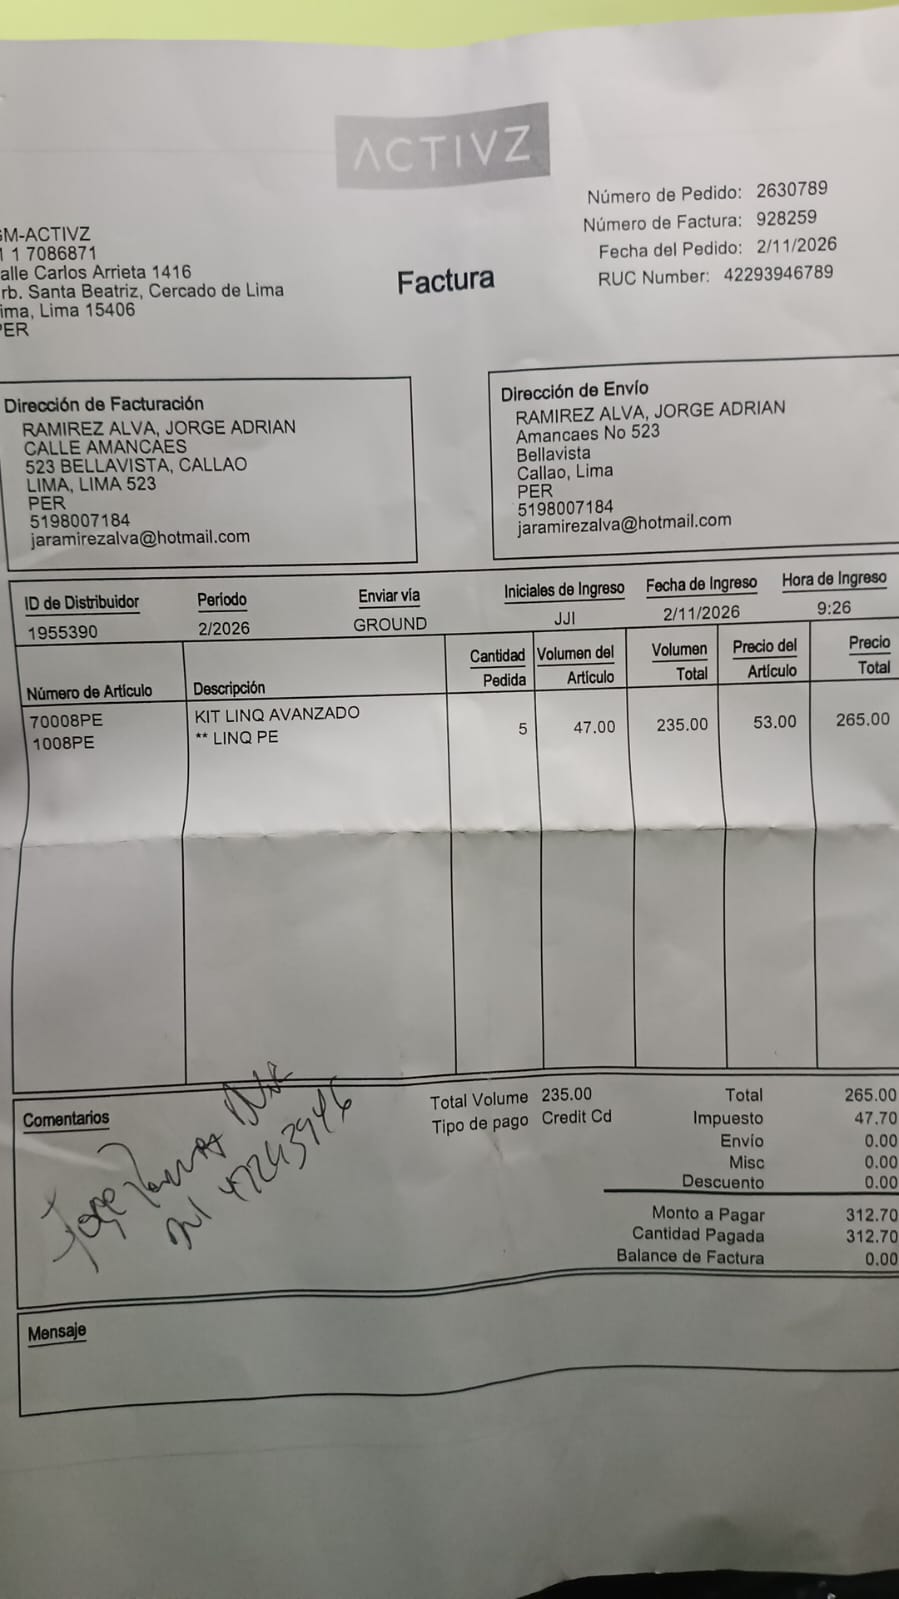 ACTIVZ
Número de Pedido: 2630789
Número de Factura: 928259
Fecha del Pedido: 2/11/2026
RUC Number: 42293946789
GM-ACTIVZ
1 1 7086871
alle Carlos Arrieta 1416
rb. Santa Beatriz, Cercado de Lima
ima, Lima 15406
PER
Factura
Dirección de Facturación
RAMIREZ ALVA, JORGE ADRIAN
CALLE AMANCAES
523 BELLAVISTA, CALLAO
LIMA, LIMA 523
PER
5198007184
jaramirezalva@hotmail.com
Dirección de Envío
RAMIREZ ALVA, JORGE ADRIAN
Amancaes No 523
Bellavista
Callao, Lima
PER
5198007184
jaramirezalva@hotmail.com
ID de Distribuidor Período Enviar vía Iniciales de Ingreso Fecha de Ingreso Hora de Ingreso
1955390 2/2026 GROUND JJI 2/11/2026 9:26
Número de Artículo Descripción Cantidad Pedida Volumen del Artículo Volumen Total Precio del Artículo Precio Total
70008PE KIT LINQ AVANZADO 5 47.00 235.00 53.00 265.00
1008PE ** LINQ PE
Comentarios
Total Volume 235.00
Tipo de pago Credit Cd
Total 265.00
Impuesto 47.70
Envío 0.00
Misc 0.00
Descuento 0.00
Monto a Pagar 312.70
Cantidad Pagada 312.70
Balance de Factura 0.00
Mensaje